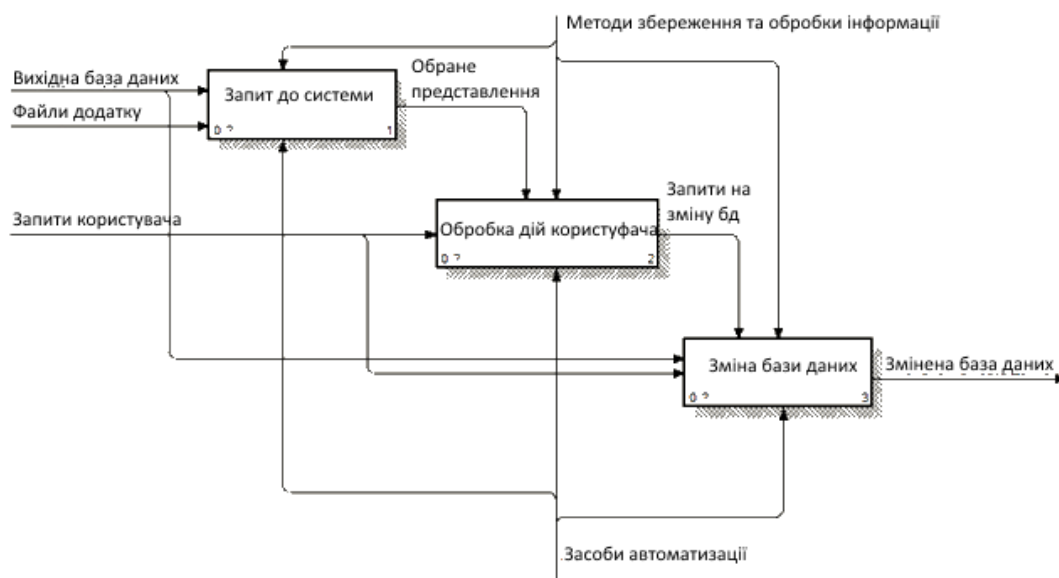 Методи збереження та обробки інформації
Вихідна база даних
Файли додатку
Запит до системи
0 ?
1
Обране
представлення
Запити користувача
Обробка дій користуфача
0 ?
2
Запити на
зміну бд
Зміна бази даних
0 ?
3
Змінена база даних
Засоби автоматизації